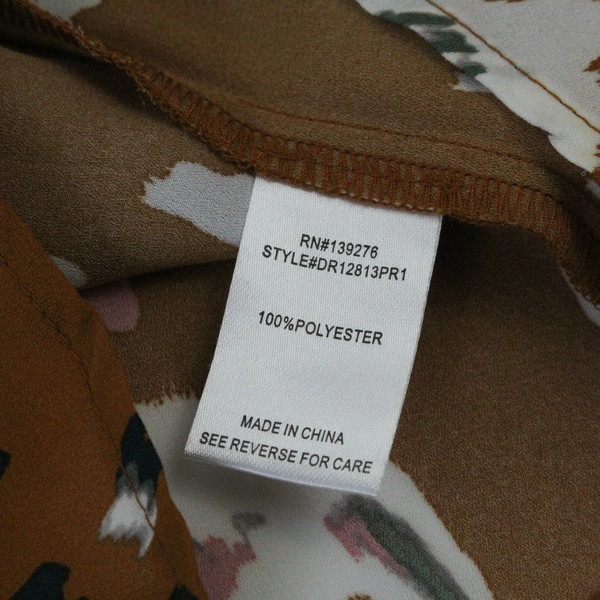 RN#139276
STYLE#DR12813PR1
100%POLYESTER
MADE IN CHINA
SEE REVERSE FOR CARE